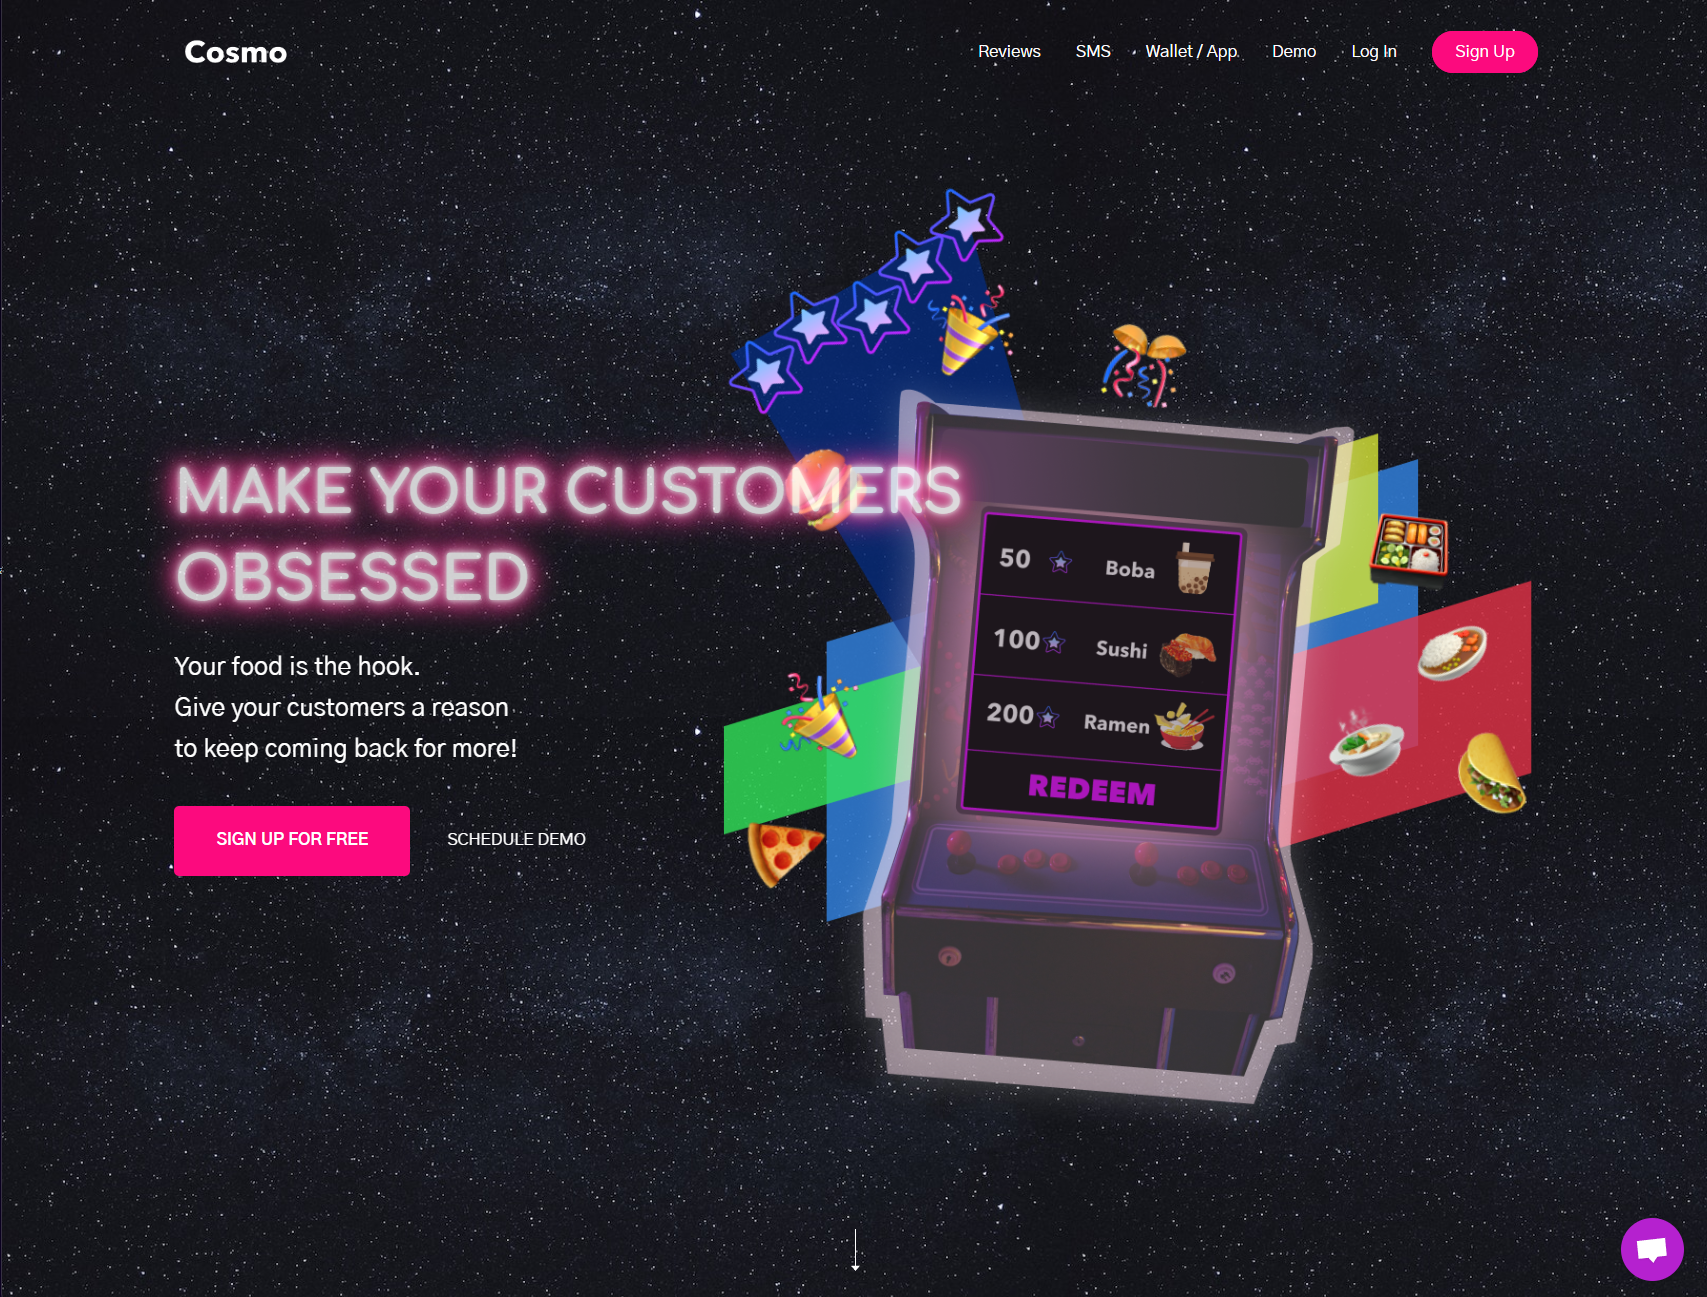 Cosmo
Reviews
SMS
Wallet / App
Demo
Log In
Sign Up
MAKE YOUR CUSTOMERS
OBSESSED
Your food is the hook.
Give your customers a reason
to keep coming back for more!
SIGN UP FOR FREE
SCHEDULE DEMO
50 Boba
100 Sushi
200 Ramen
REDEEM